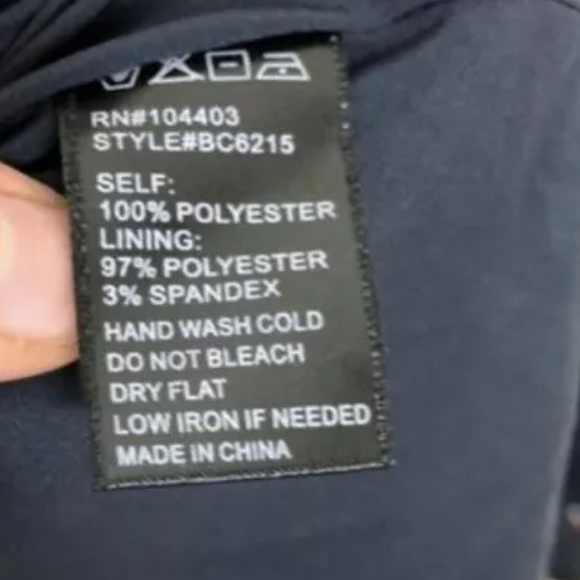 RN#104403
STYLE#BC6215
SELF:
100% POLYESTER
LINING:
97% POLYESTER
3% SPANDEX
HAND WASH COLD
DO NOT BLEACH
DRY FLAT
LOW IRON IF NEEDED
MADE IN CHINA